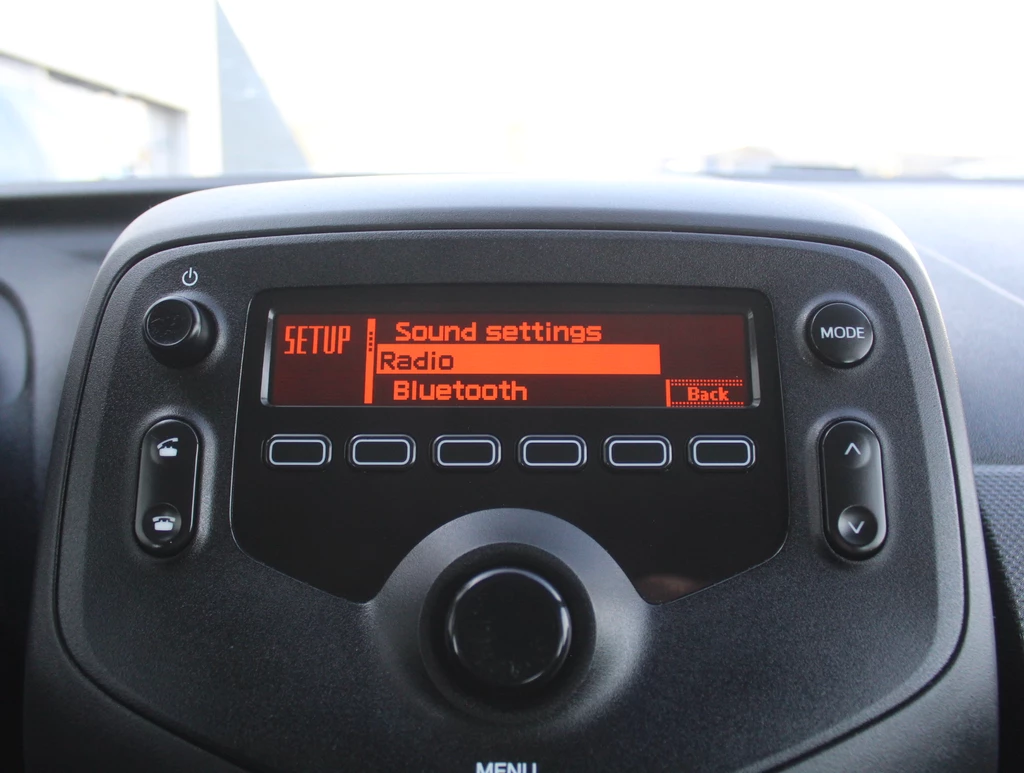 SETUP
Sound settings
Radio
Bluetooth
Back
MODE
MENU